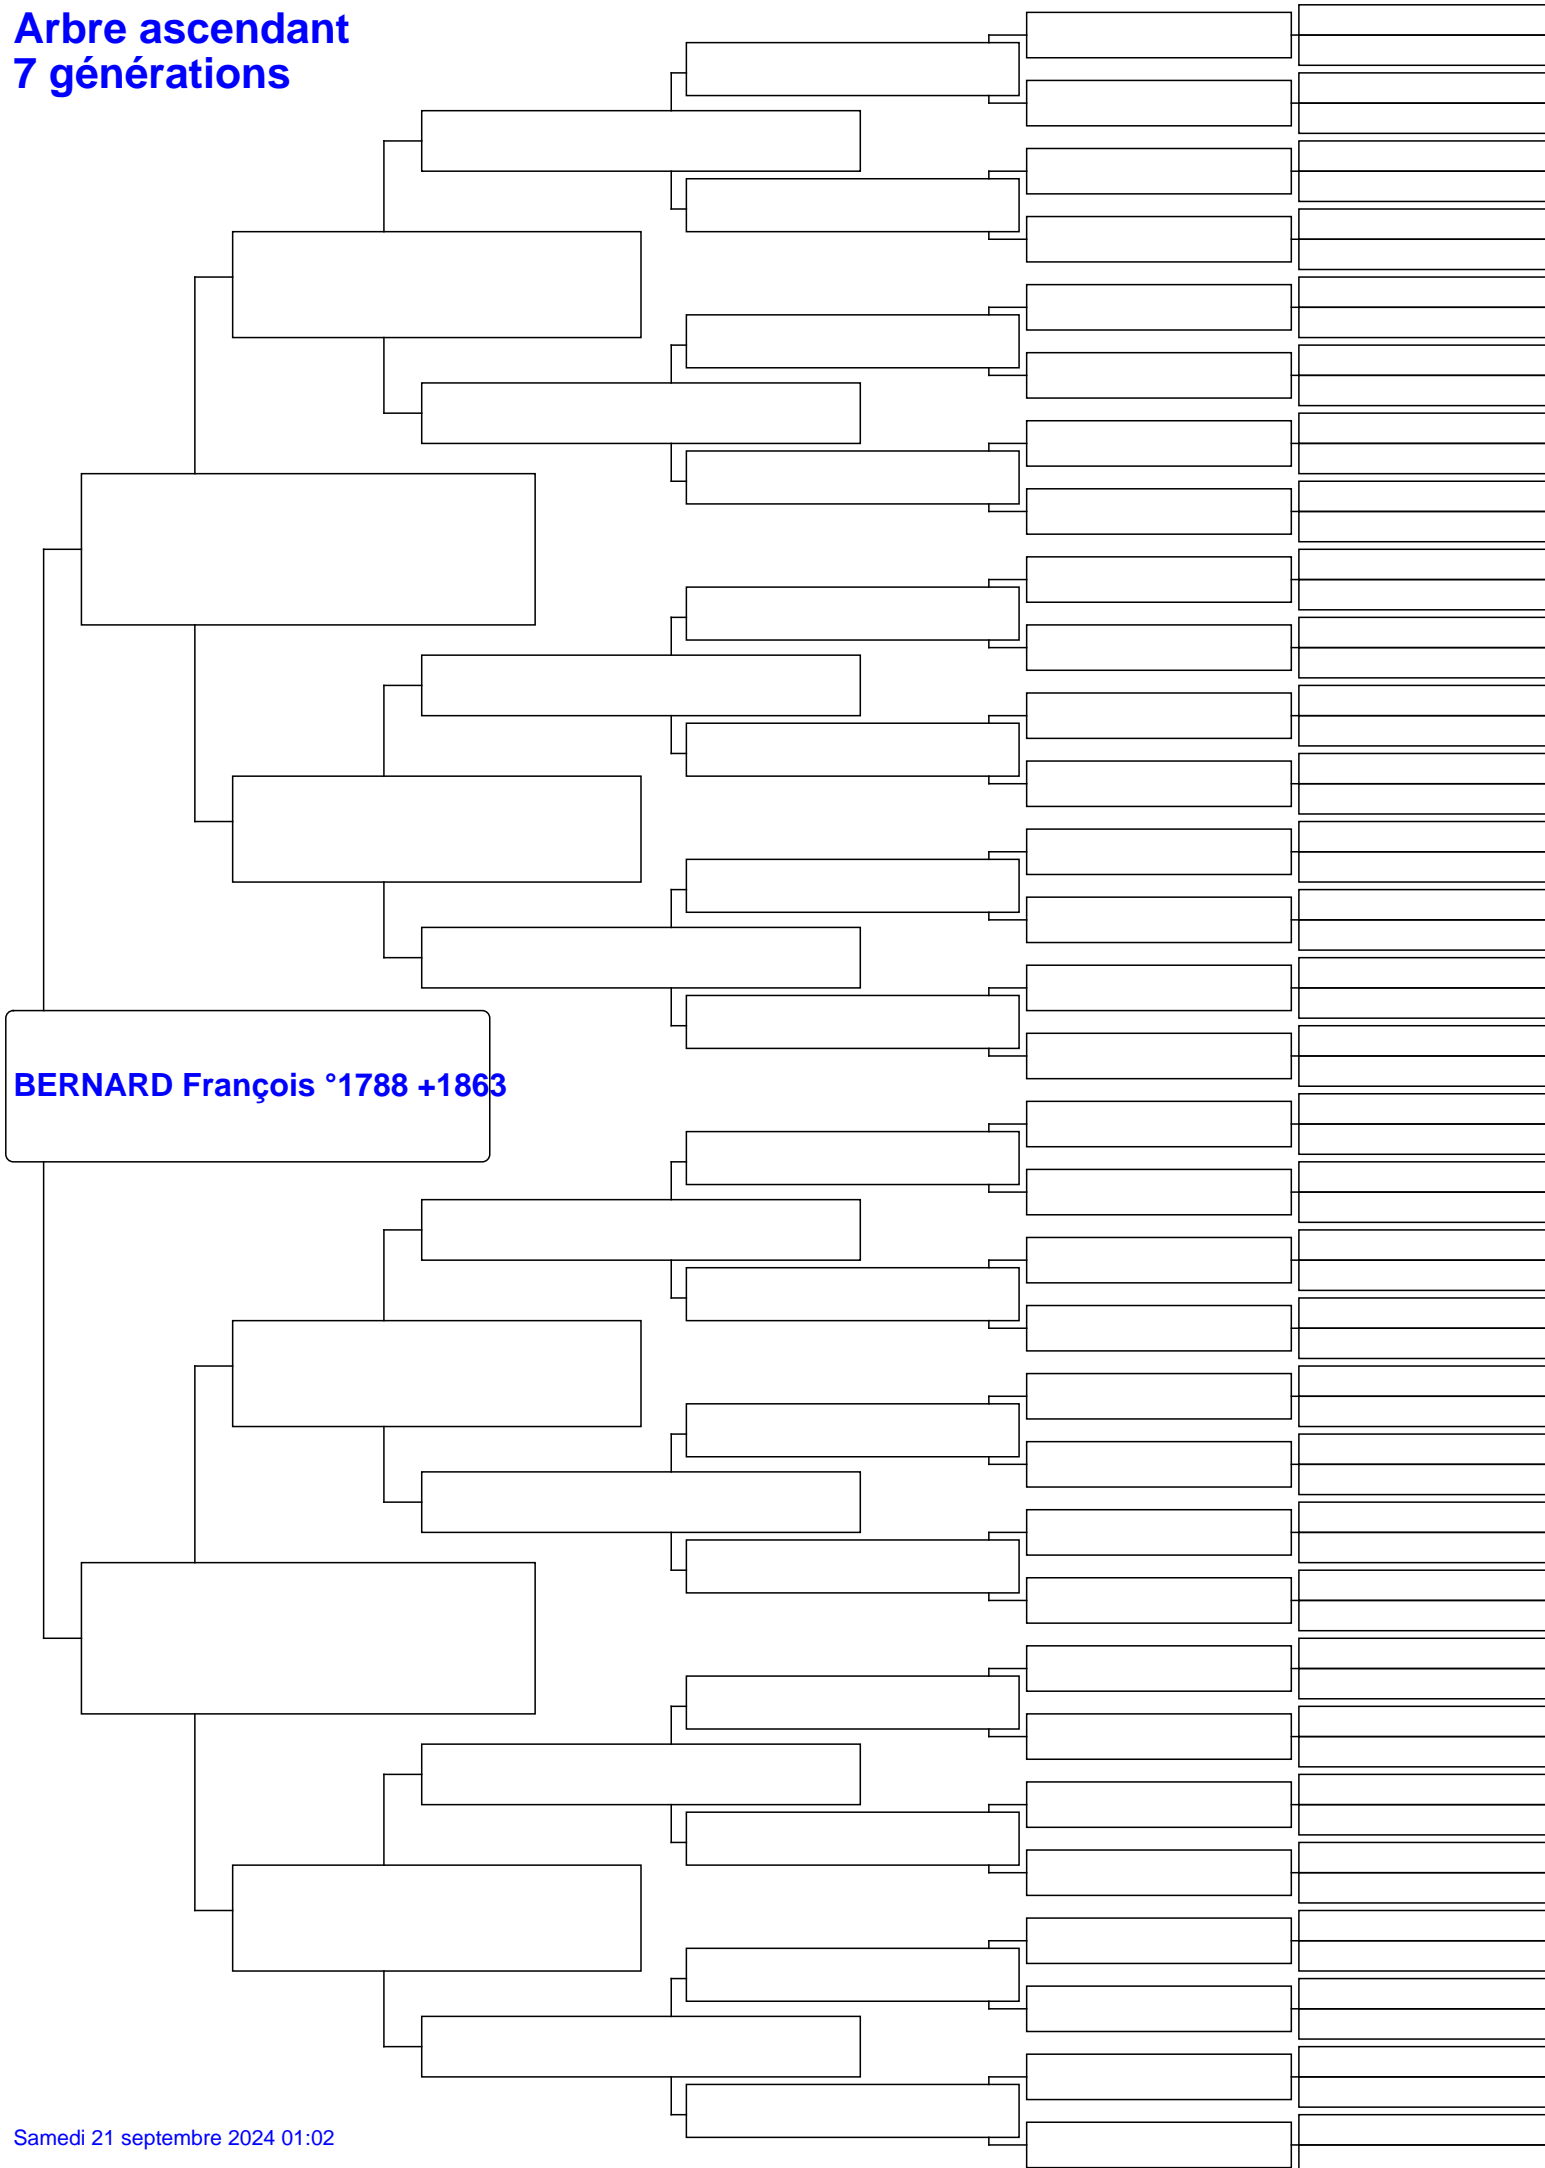 Arbre ascendant
7 générations
BERNARD François °1788 +1863
Samedi 21 septembre 2024 01:02